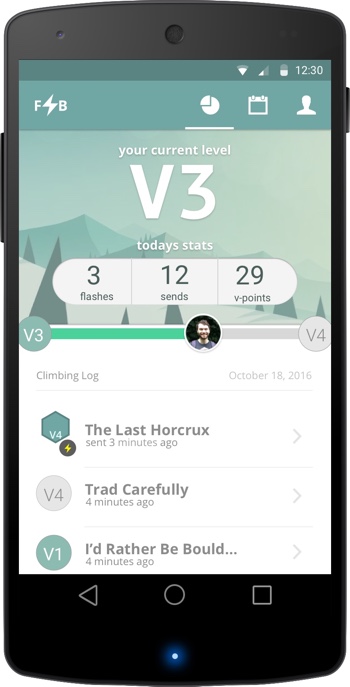 12:30
F⚡B
your current level
V3
todays stats
3 12 29
flashes sends v-points
V3 V4
Climbing Log October 18, 2016
V4 The Last Horcrux
sent 3 minutes ago
V4 Trad Carefully
4 minutes ago
V1 I'd Rather Be Bould...
4 minutes ago